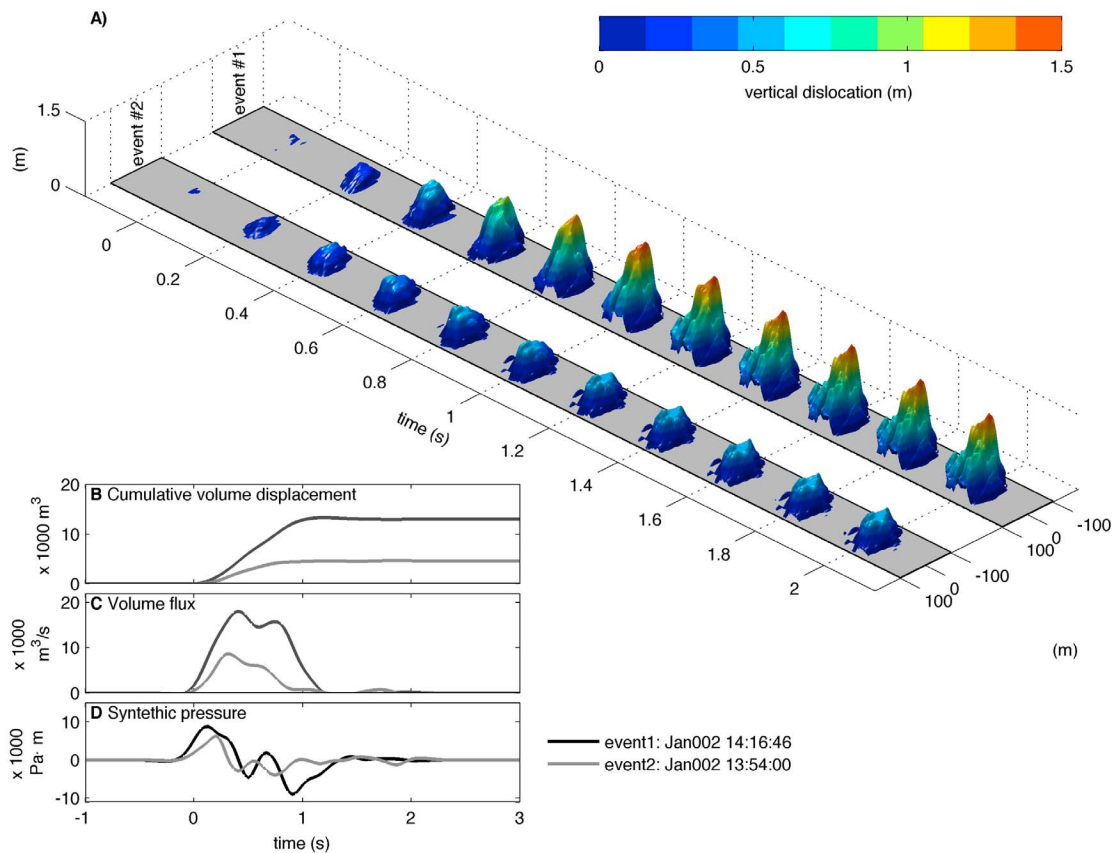 A)
0
0.5
1
1.5
vertical dislocation (m)
event #1
event #2
1.5
(m)
0
0
0.2
0.4
0.6
0.8
1
1.2
1.4
1.6
1.8
2
time (s)
-100
0
100
-100
0
100
(m)
B Cumulative volume displacement
20
10
0
x 1000 m³
C Volume flux
20
10
0
x 1000
m³/s
D Syntethic pressure
10
0
-10
x 1000
Pa· m
-1
0
1
2
3
time (s)
event1: Jan002 14:16:46
event2: Jan002 13:54:00